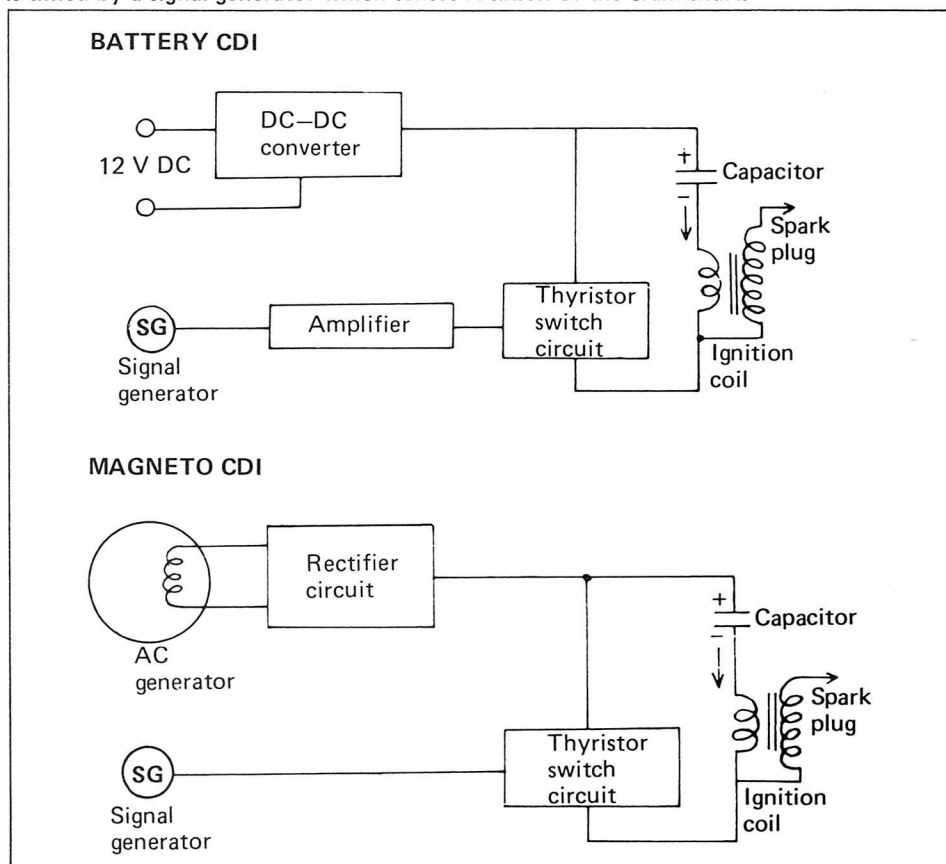 BATTERY CDI
DC–DC
converter
12 V DC
+
Capacitor
–
Spark
plug
Thyristor
switch
circuit
Amplifier
SG
Signal
generator
Ignition
coil
MAGNETO CDI
Rectifier
circuit
+
Capacitor
–
AC
generator
Spark
plug
Thyristor
switch
circuit
SG
Signal
generator
Ignition
coil